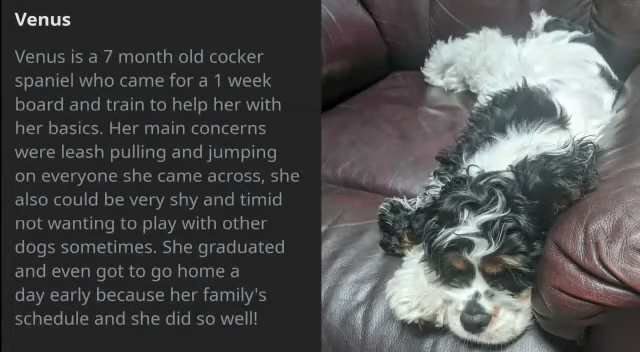 Venus
Venus is a 7 month old cocker
spaniel who came for a 1 week
board and train to help her with
her basics. Her main concerns
were leash pulling and jumping
on everyone she came across, she
also could be very shy and timid
not wanting to play with other
dogs sometimes. She graduated
and even got to go home a
day early because her family's
schedule and she did so well!